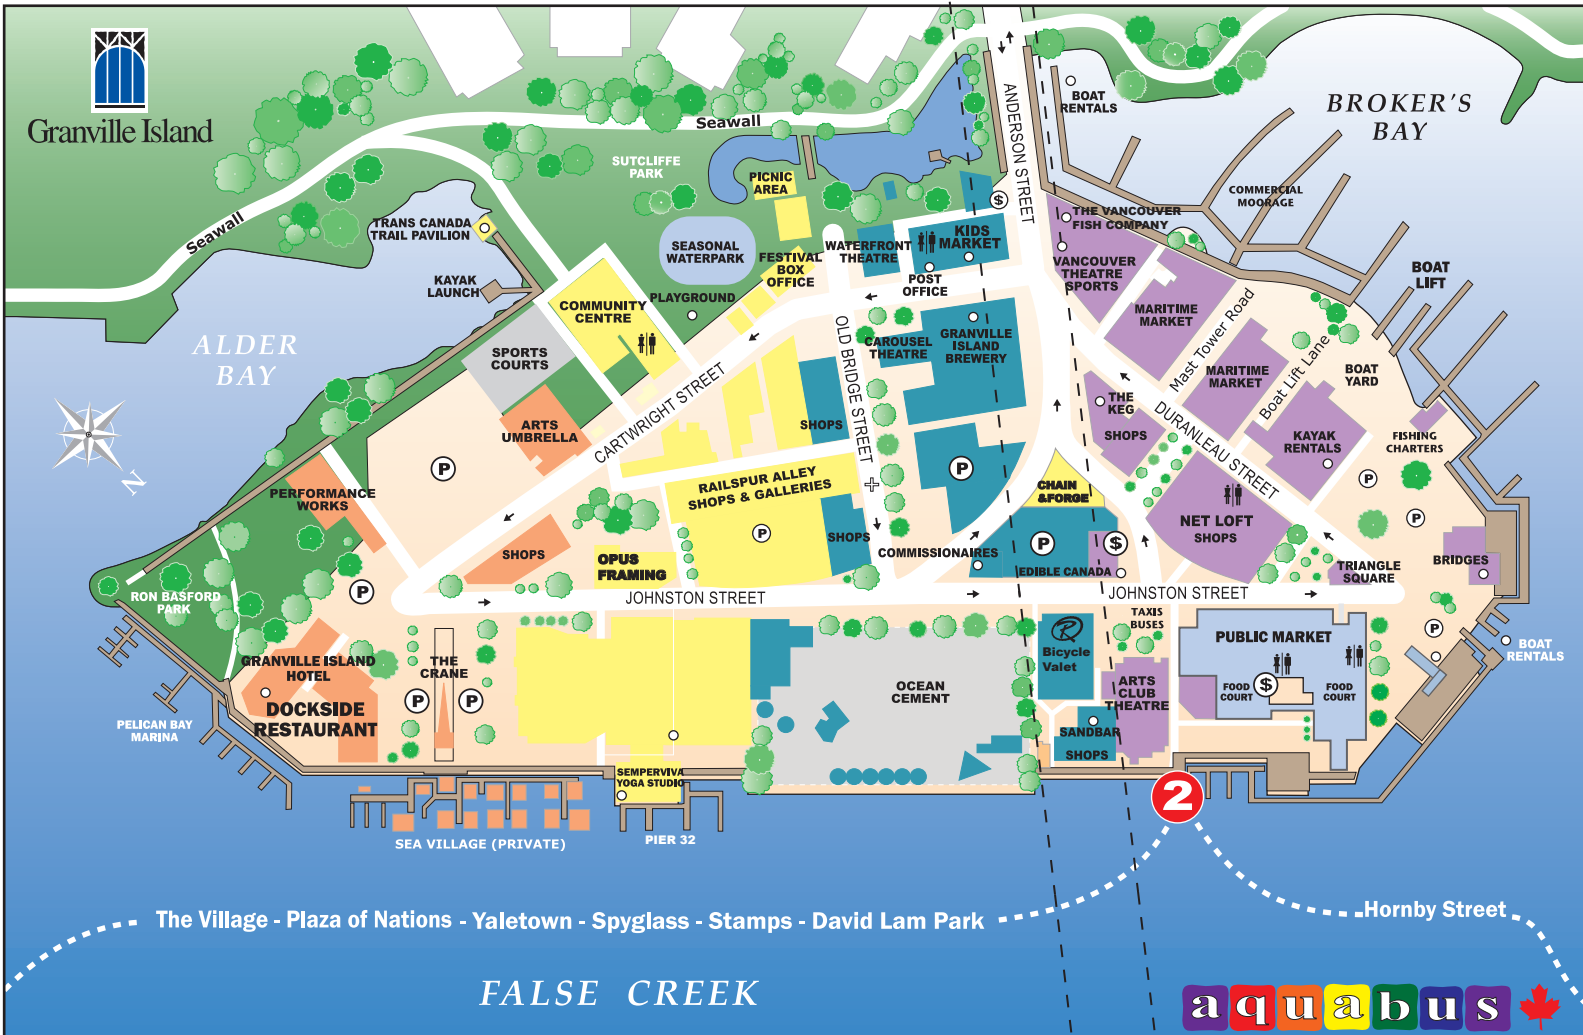 Granville Island
BROKER'S
BAY
BOAT
RENTALS
ANDERSON STREET
Seawall
SUTCLIFFE
PARK
PICNIC
AREA
COMMERCIAL
MOORAGE
$
Seawall
TRANS CANADA
TRAIL PAVILION
THE VANCOUVER
FISH COMPANY
KIDS
MARKET
WATERFRONT
THEATRE
SEASONAL
WATERPARK
FESTIVAL
BOX
OFFICE
VANCOUVER
THEATRE
SPORTS
BOAT
LIFT
KAYAK
LAUNCH
POST
OFFICE
PLAYGROUND
COMMUNITY
CENTRE
MARITIME
MARKET
Mast Tower Road
ALDER
BAY
SPORTS
COURTS
OLD BRIDGE STREET
CAROUSEL
THEATRE
GRANVILLE
ISLAND
BREWERY
MARITIME
MARKET
Boat Lift Lane
BOAT
YARD
CARTWRIGHT STREET
THE
KEG
SHOPS
DURANLEAU STREET
ARTS
UMBRELLA
SHOPS
KAYAK
RENTALS
FISHING
CHARTERS
N
P
P
P
RAILSPUR ALLEY
SHOPS & GALLERIES
CHAIN
&FORGE
PERFORMANCE
WORKS
NET LOFT
SHOPS
P
P
SHOPS
SHOPS
OPUS
FRAMING
COMMISSIONAIRES
P
$
EDIBLE CANADA
TRIANGLE
SQUARE
BRIDGES
RON BASFORD
PARK
P
JOHNSTON STREET
JOHNSTON STREET
TAXIS
BUSES
P
PUBLIC MARKET
BOAT
RENTALS
R
Bicycle
Valet
GRANVILLE ISLAND
HOTEL
THE
CRANE
P
P
OCEAN
CEMENT
ARTS
CLUB
THEATRE
FOOD
COURT
$
FOOD
COURT
DOCKSIDE
RESTAURANT
PELICAN BAY
MARINA
SANDBAR
SHOPS
SEMPERVIVA
YOGA STUDIO
2
SEA VILLAGE (PRIVATE)
PIER 32
The Village - Plaza of Nations - Yaletown - Spyglass - Stamps - David Lam Park
Hornby Street
FALSE CREEK
aquabus